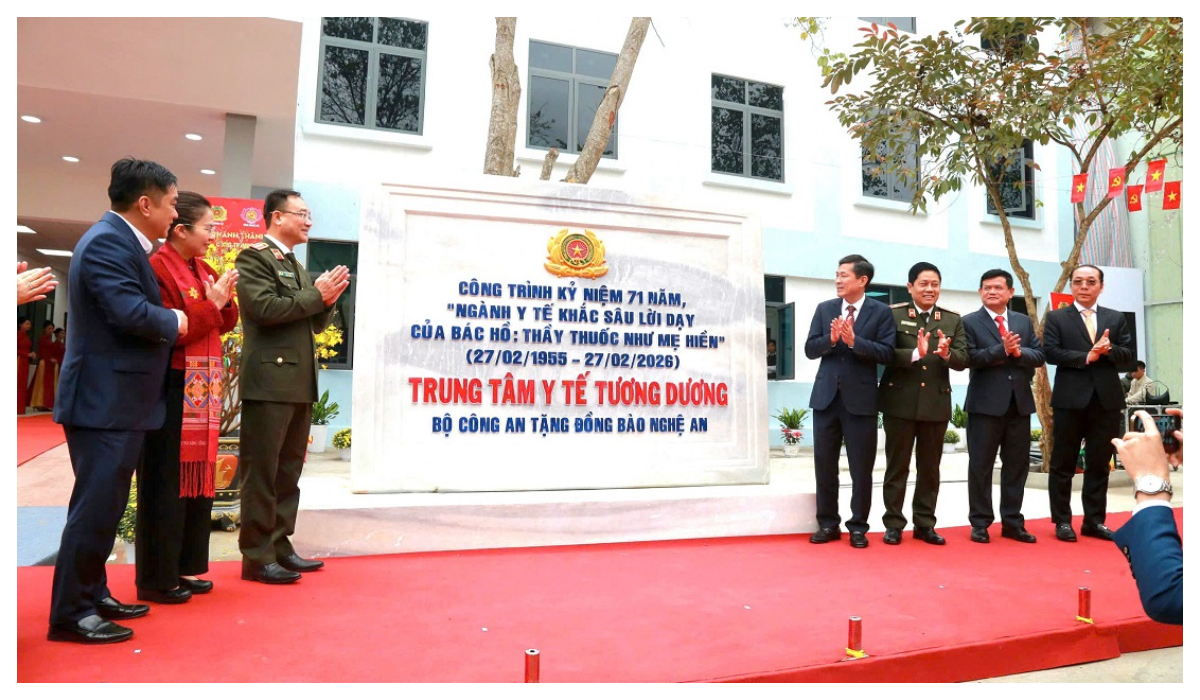 CÔNG TRÌNH KỶ NIỆM 71 NĂM,
"NGÀNH Y TẾ KHẮC SÂU LỜI DẠY
CỦA BÁC HỒ: THẦY THUỐC NHƯ MẸ HIỀN"
(27/02/1955 - 27/02/2026)
TRUNG TÂM Y TẾ TƯƠNG DƯƠNG
BỘ CÔNG AN TẶNG ĐỒNG BÀO NGHỆ AN